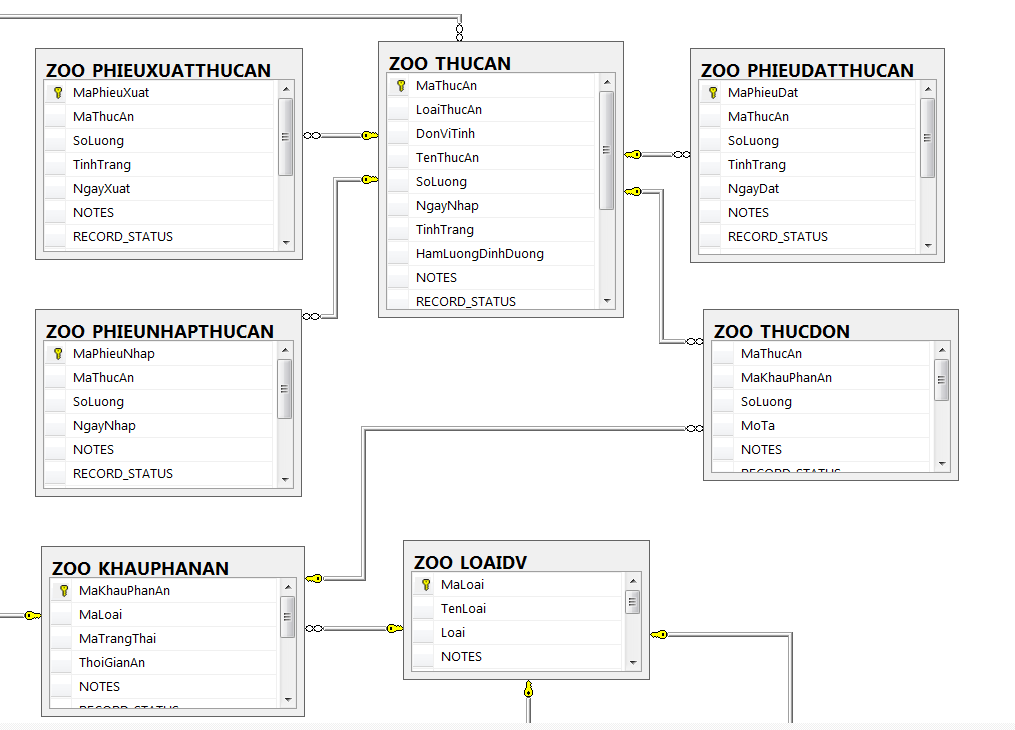 ZOO_PHIEUXUATTHUCAN
MaPhieuXuat
MaThucAn
SoLuong
TinhTrang
NgayXuat
NOTES
RECORD_STATUS
ZOO_THUCAN
MaThucAn
LoaiThucAn
DonViTinh
TenThucAn
SoLuong
NgayNhap
TinhTrang
HamLuongDinhDuong
NOTES
RECORD_STATUS
ZOO_PHIEUDATTHUCAN
MaPhieuDat
MaThucAn
SoLuong
TinhTrang
NgayDat
NOTES
RECORD_STATUS
ZOO_PHIEUNHAPTHUCAN
MaPhieuNhap
MaThucAn
SoLuong
NgayNhap
NOTES
RECORD_STATUS
ZOO_THUCDON
MaThucAn
MaKhauPhanAn
SoLuong
MoTa
NOTES
RECORD_STATUS
ZOO_KHAUPHANAN
MaKhauPhanAn
MaLoai
MaTrangThai
ThoiGianAn
NOTES
RECORD_STATUS
ZOO_LOAIDV
MaLoai
TenLoai
Loai
NOTES